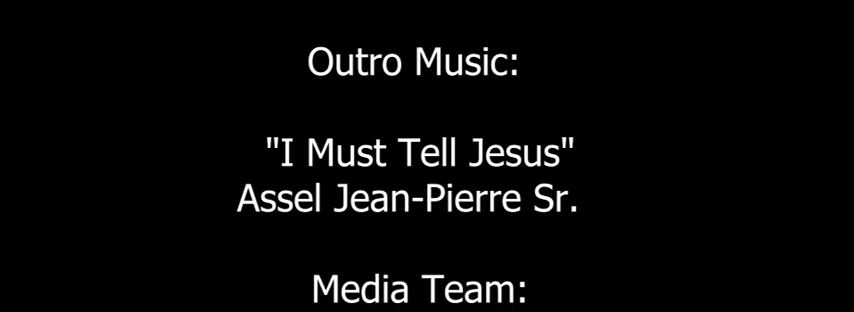 Outro Music:
"I Must Tell Jesus"
Assel Jean-Pierre Sr.
Media Team: